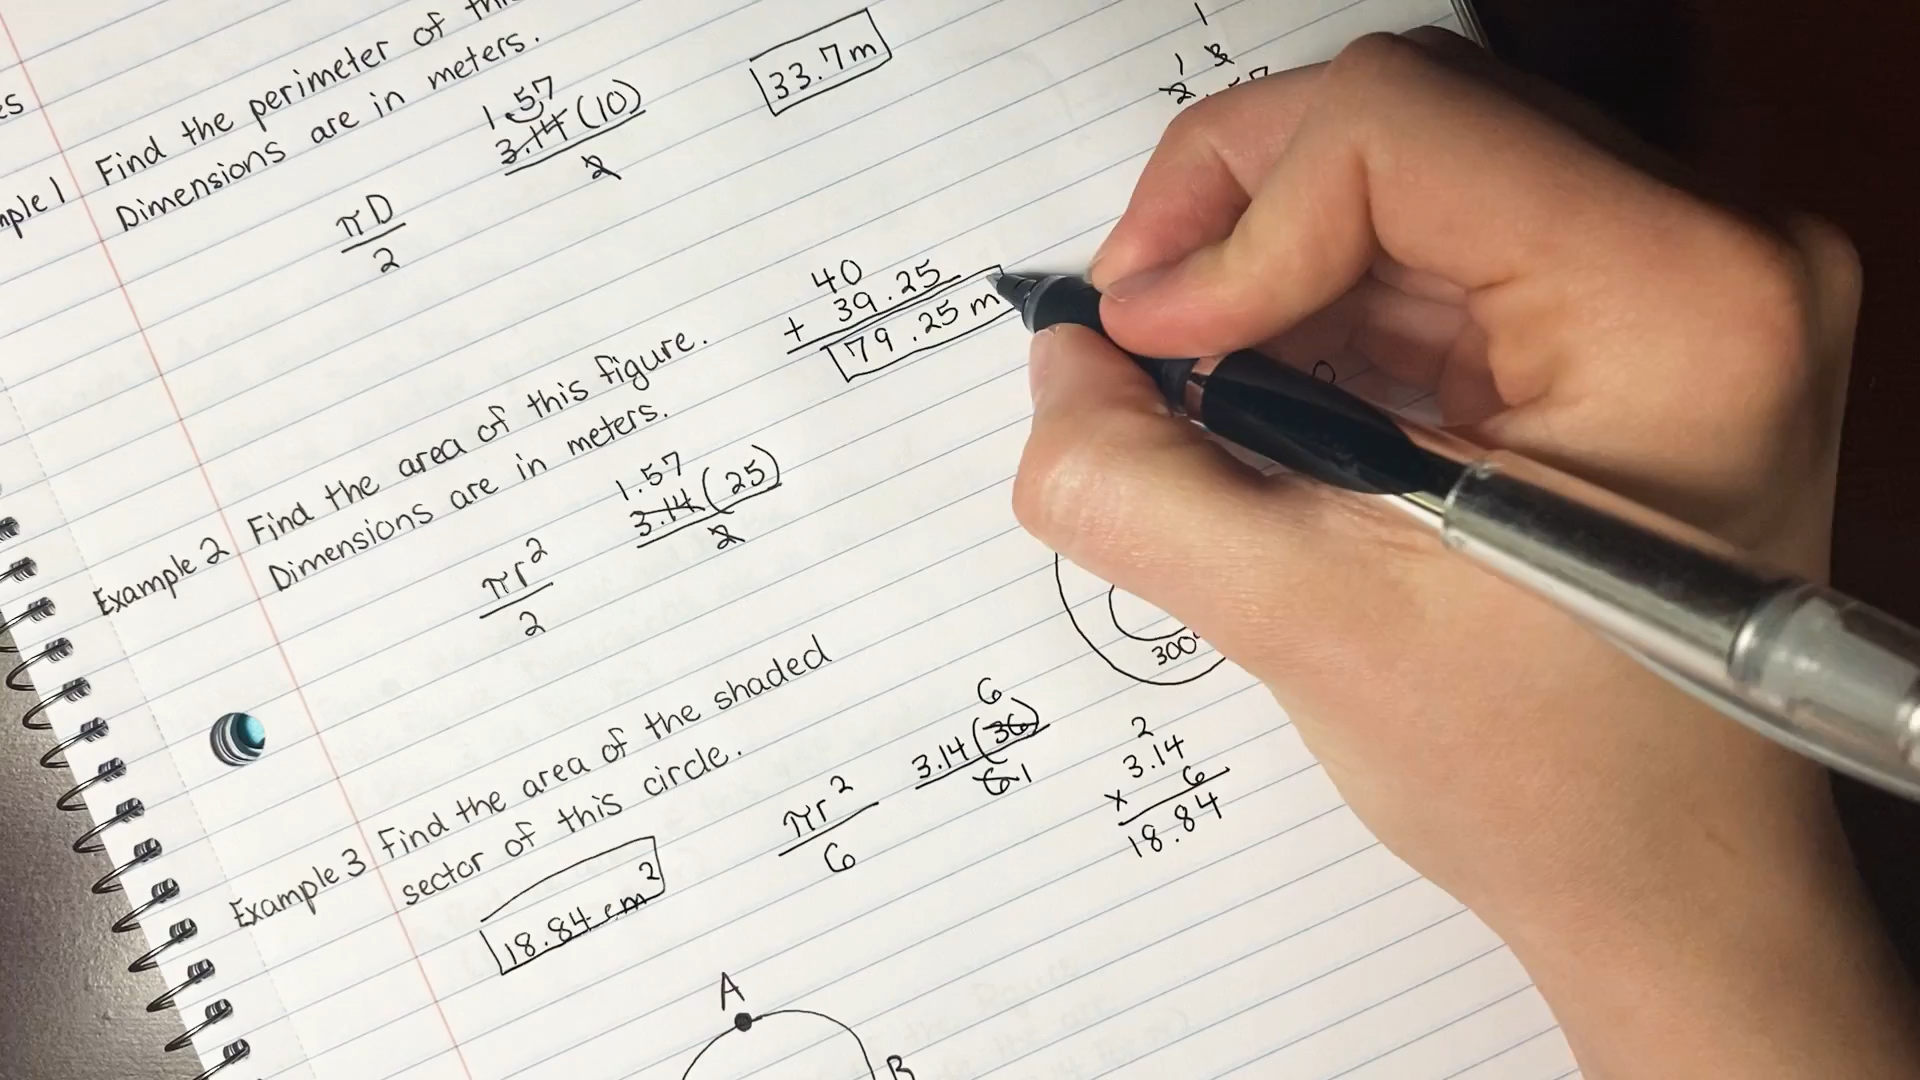 Find the perimeter of
Dimensions are in meters.
1.57
3.14 (10)
2
πD
2
33.7m
Example 2 Find the area of this figure.
Dimensions are in meters.
πr²
2
1.57
3.14 (25)
2
40
+ 39.25
79.25 m
300
Example 3 Find the area of the shaded
sector of this circle.
18.84 cm²
πr²
6
6
3.14 (36)
6 1
2
3.14
x 6
18.84
A
B